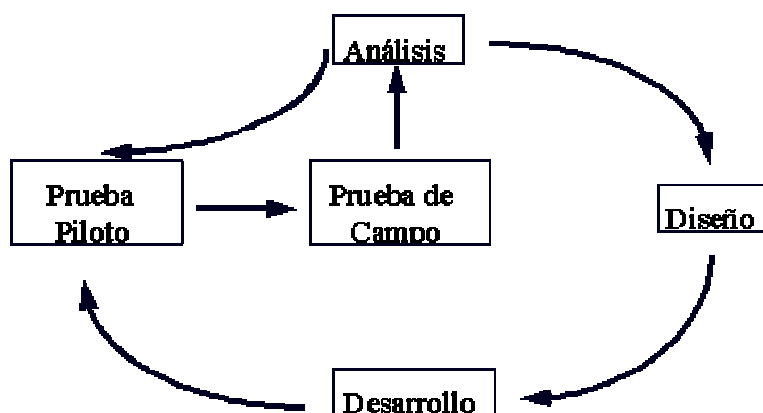 Análisis
Prueba
Piloto
Prueba de
Campo
Diseño
Desarrollo